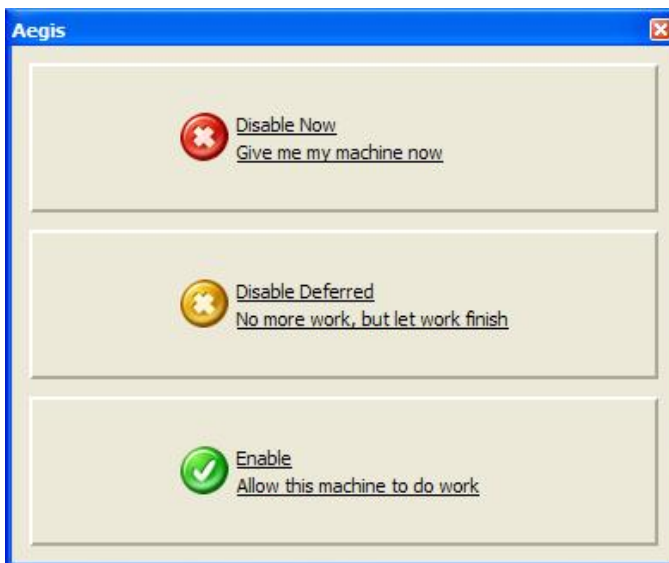 Aegis
Disable Now
Give me my machine now
Disable Deferred
No more work, but let work finish
Enable
Allow this machine to do work